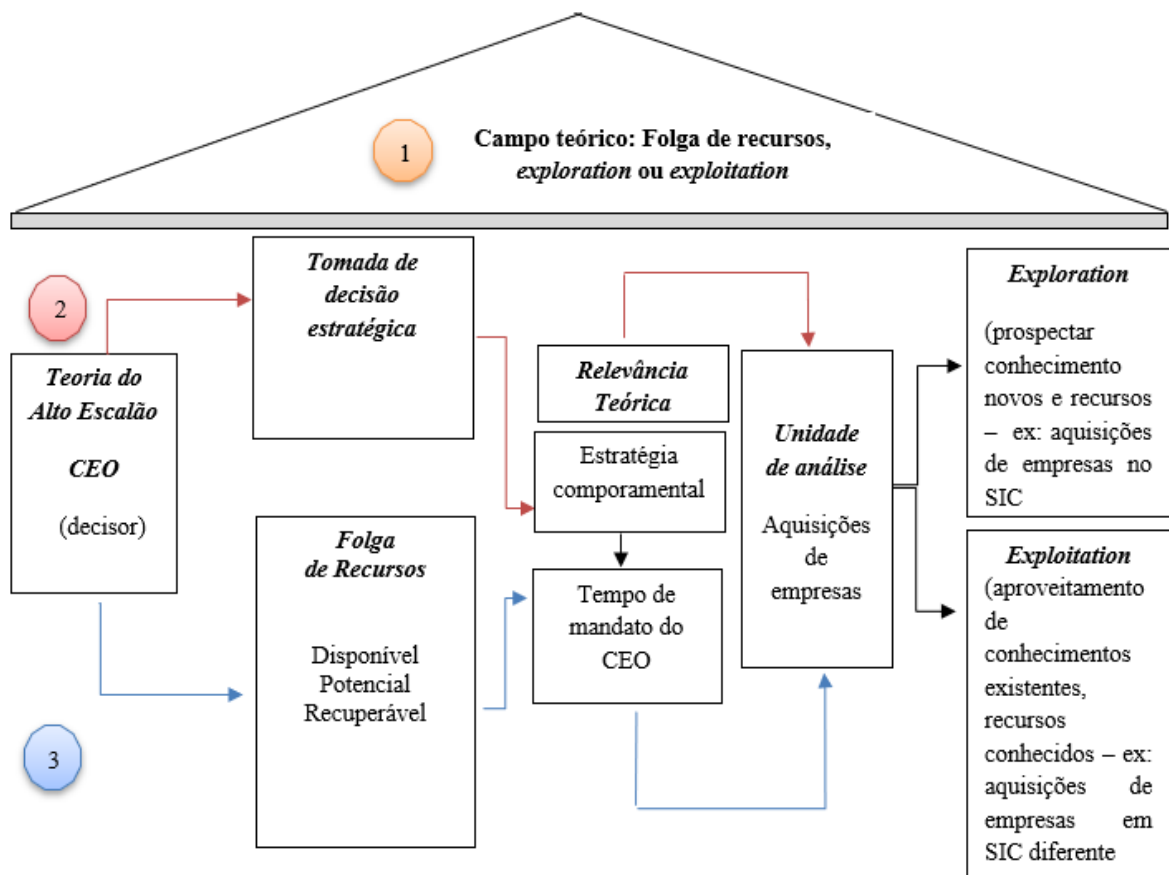 1
Campo teórico: Folga de recursos,
exploration ou exploitation
2
Teoria do
Alto Escalão
CEO
(decisor)
Tomada de
decisão
estratégica
Folga
de Recursos
Disponível
Potencial
Recuperável
3
Relevância
Teórica
Estratégia
comporamental
Tempo de
mandato do
CEO
Unidade
de análise
Aquisições
de
empresas
Exploration
(prospectar
conhecimento
novos e recursos
– ex: aquisições
de empresas no
SIC
Exploitation
(aproveitamento
de
conhecimentos
existentes,
recursos
conhecidos – ex:
aquisições de
empresas em
SIC diferente